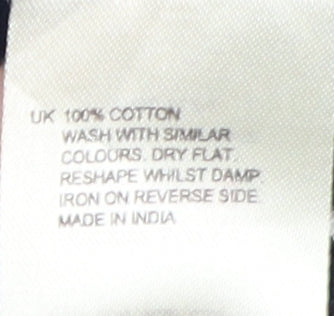 UK 100% COTTON
WASH WITH SIMILAR
COLOURS. DRY FLAT.
RESHAPE WHILST DAMP.
IRON ON REVERSE SIDE.
MADE IN INDIA